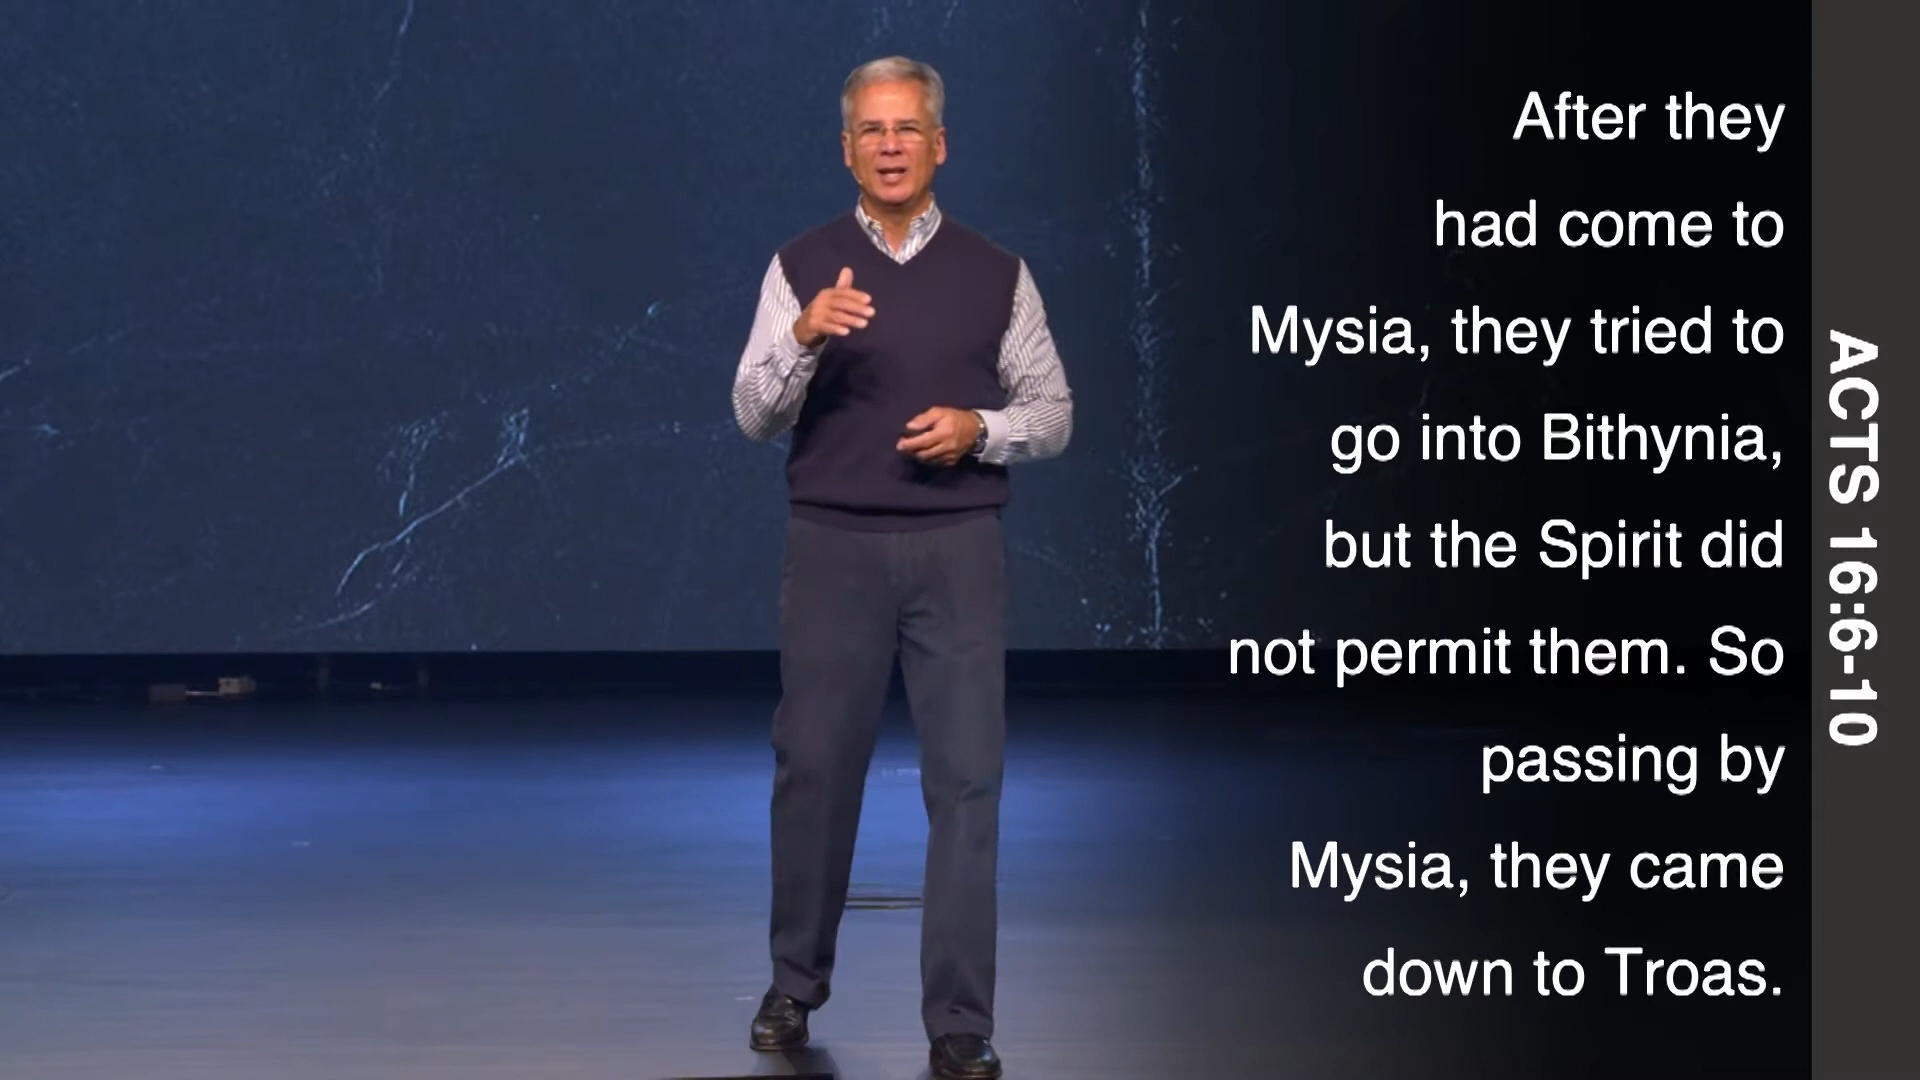 After they
had come to
Mysia, they tried to
go into Bithynia,
but the Spirit did
not permit them. So
passing by
Mysia, they came
down to Troas.
ACTS 16:6-10